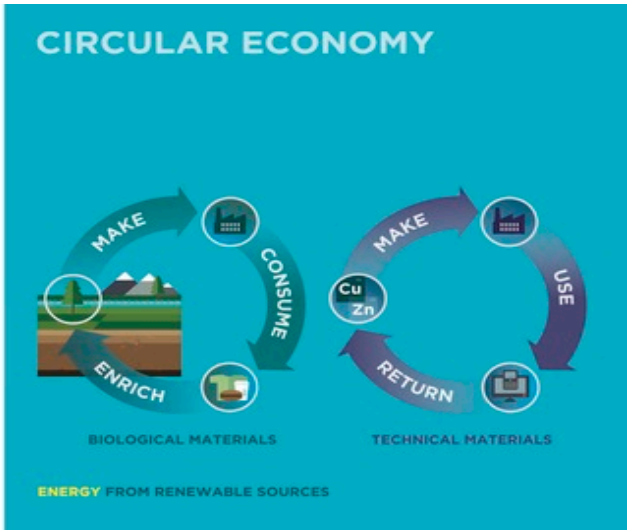 CIRCULAR ECONOMY
MAKE
CONSUME
ENRICH
BIOLOGICAL MATERIALS
MAKE
USE
RETURN
Cu
Zn
TECHNICAL MATERIALS
ENERGY FROM RENEWABLE SOURCES